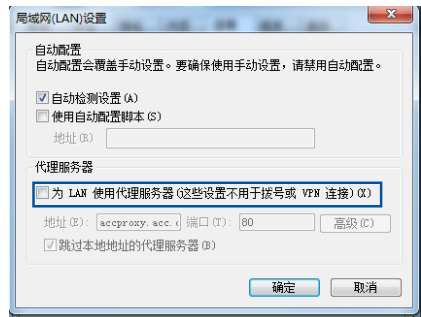 局域网(LAN)设置
自动配置
自动配置会覆盖手动设置。要确保使用手动设置，请禁用自动配置。
自动检测设置(A)
使用自动配置脚本(S)
地址(R)
代理服务器
为 LAN 使用代理服务器(这些设置不用于拨号或 VPN 连接)(X)
地址(E): accproxy.acc. 端口(T): 80 高级(C)
跳过本地地址的代理服务器(B)
确定 取消